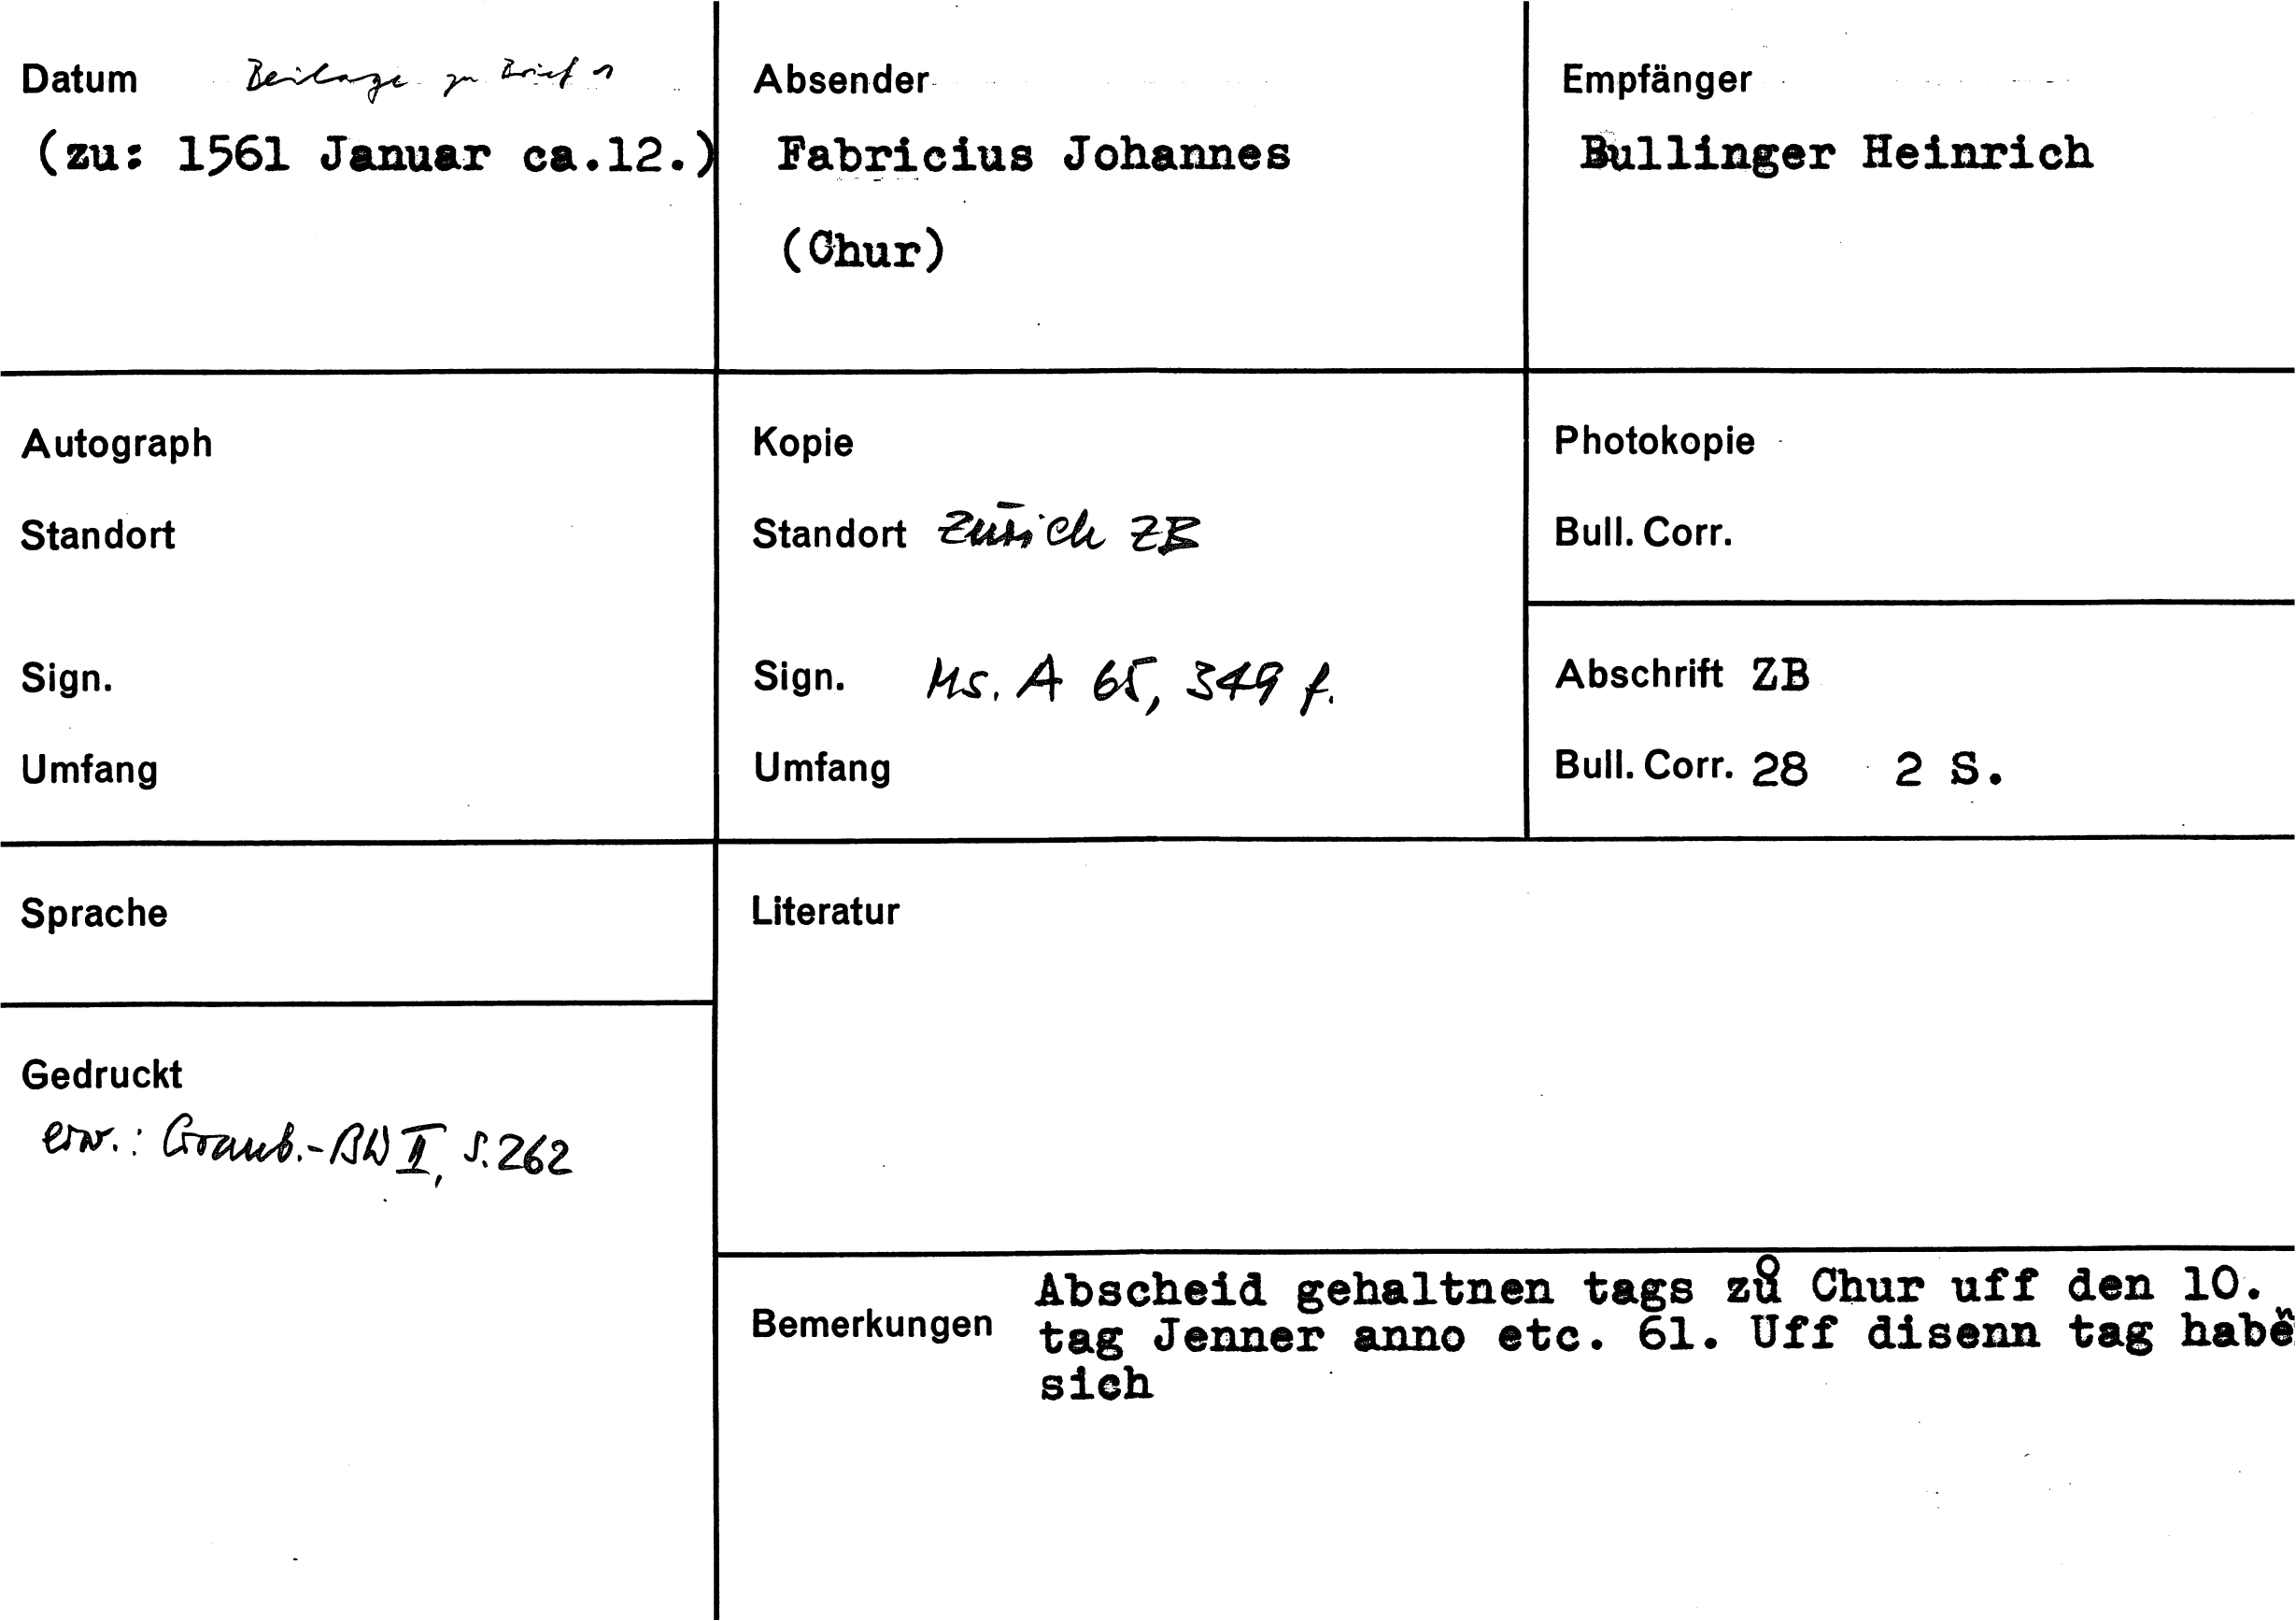 Datum Beilage zu Brief
(zu: 1561 Januar ca.12.)
Absender
Fabricius Johannes
(Chur)
Empfänger
Bullinger Heinrich
Autograph
Standort
Sign.
Umfang
Kopie
Standort Zürich ZB
Sign. Ms. A 65, 349 f.
Umfang
Photokopie
Bull. Corr.
Abschrift ZB
Bull. Corr. 28 2 S.
Sprache
Gedruckt
erw.: Graub.-BW II, S. 262
Literatur
Bemerkungen
Abscheid gehaltnen tags zů Chur uff den 10.
tag Jenner anno etc. 61. Uff disenn tag habeñ
sich